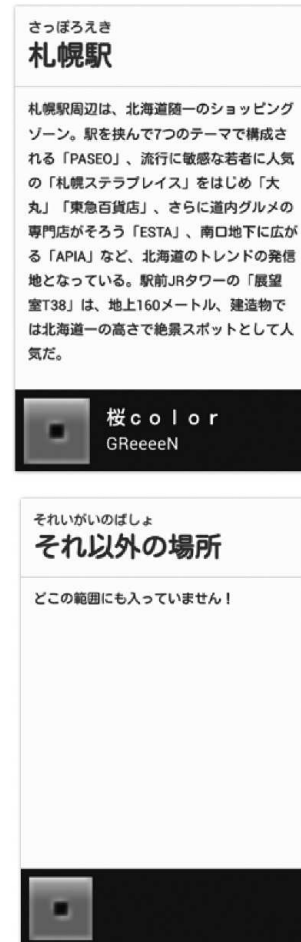 さっぽろえき
札幌駅
札幌駅周辺は、北海道随一のショッピング
ゾーン。駅を挟んで7つのテーマで構成さ
れる「PASEO」、流行に敏感な若者に人気
の「札幌ステラプレイス」をはじめ「大
丸」「東急百貨店」、さらに道内グルメの
専門店がそろう「ESTA」、南口地下に広が
る「APIA」など、北海道のトレンドの発信
地となっている。駅前JRタワーの「展望
室T38」は、地上160メートル、建造物で
は北海道一の高さで絶景スポットとして人
気だ。
桜ｃｏｌｏｒ
GReeeeN
それいがいのばしょ
それ以外の場所
どこの範囲にも入っていません！